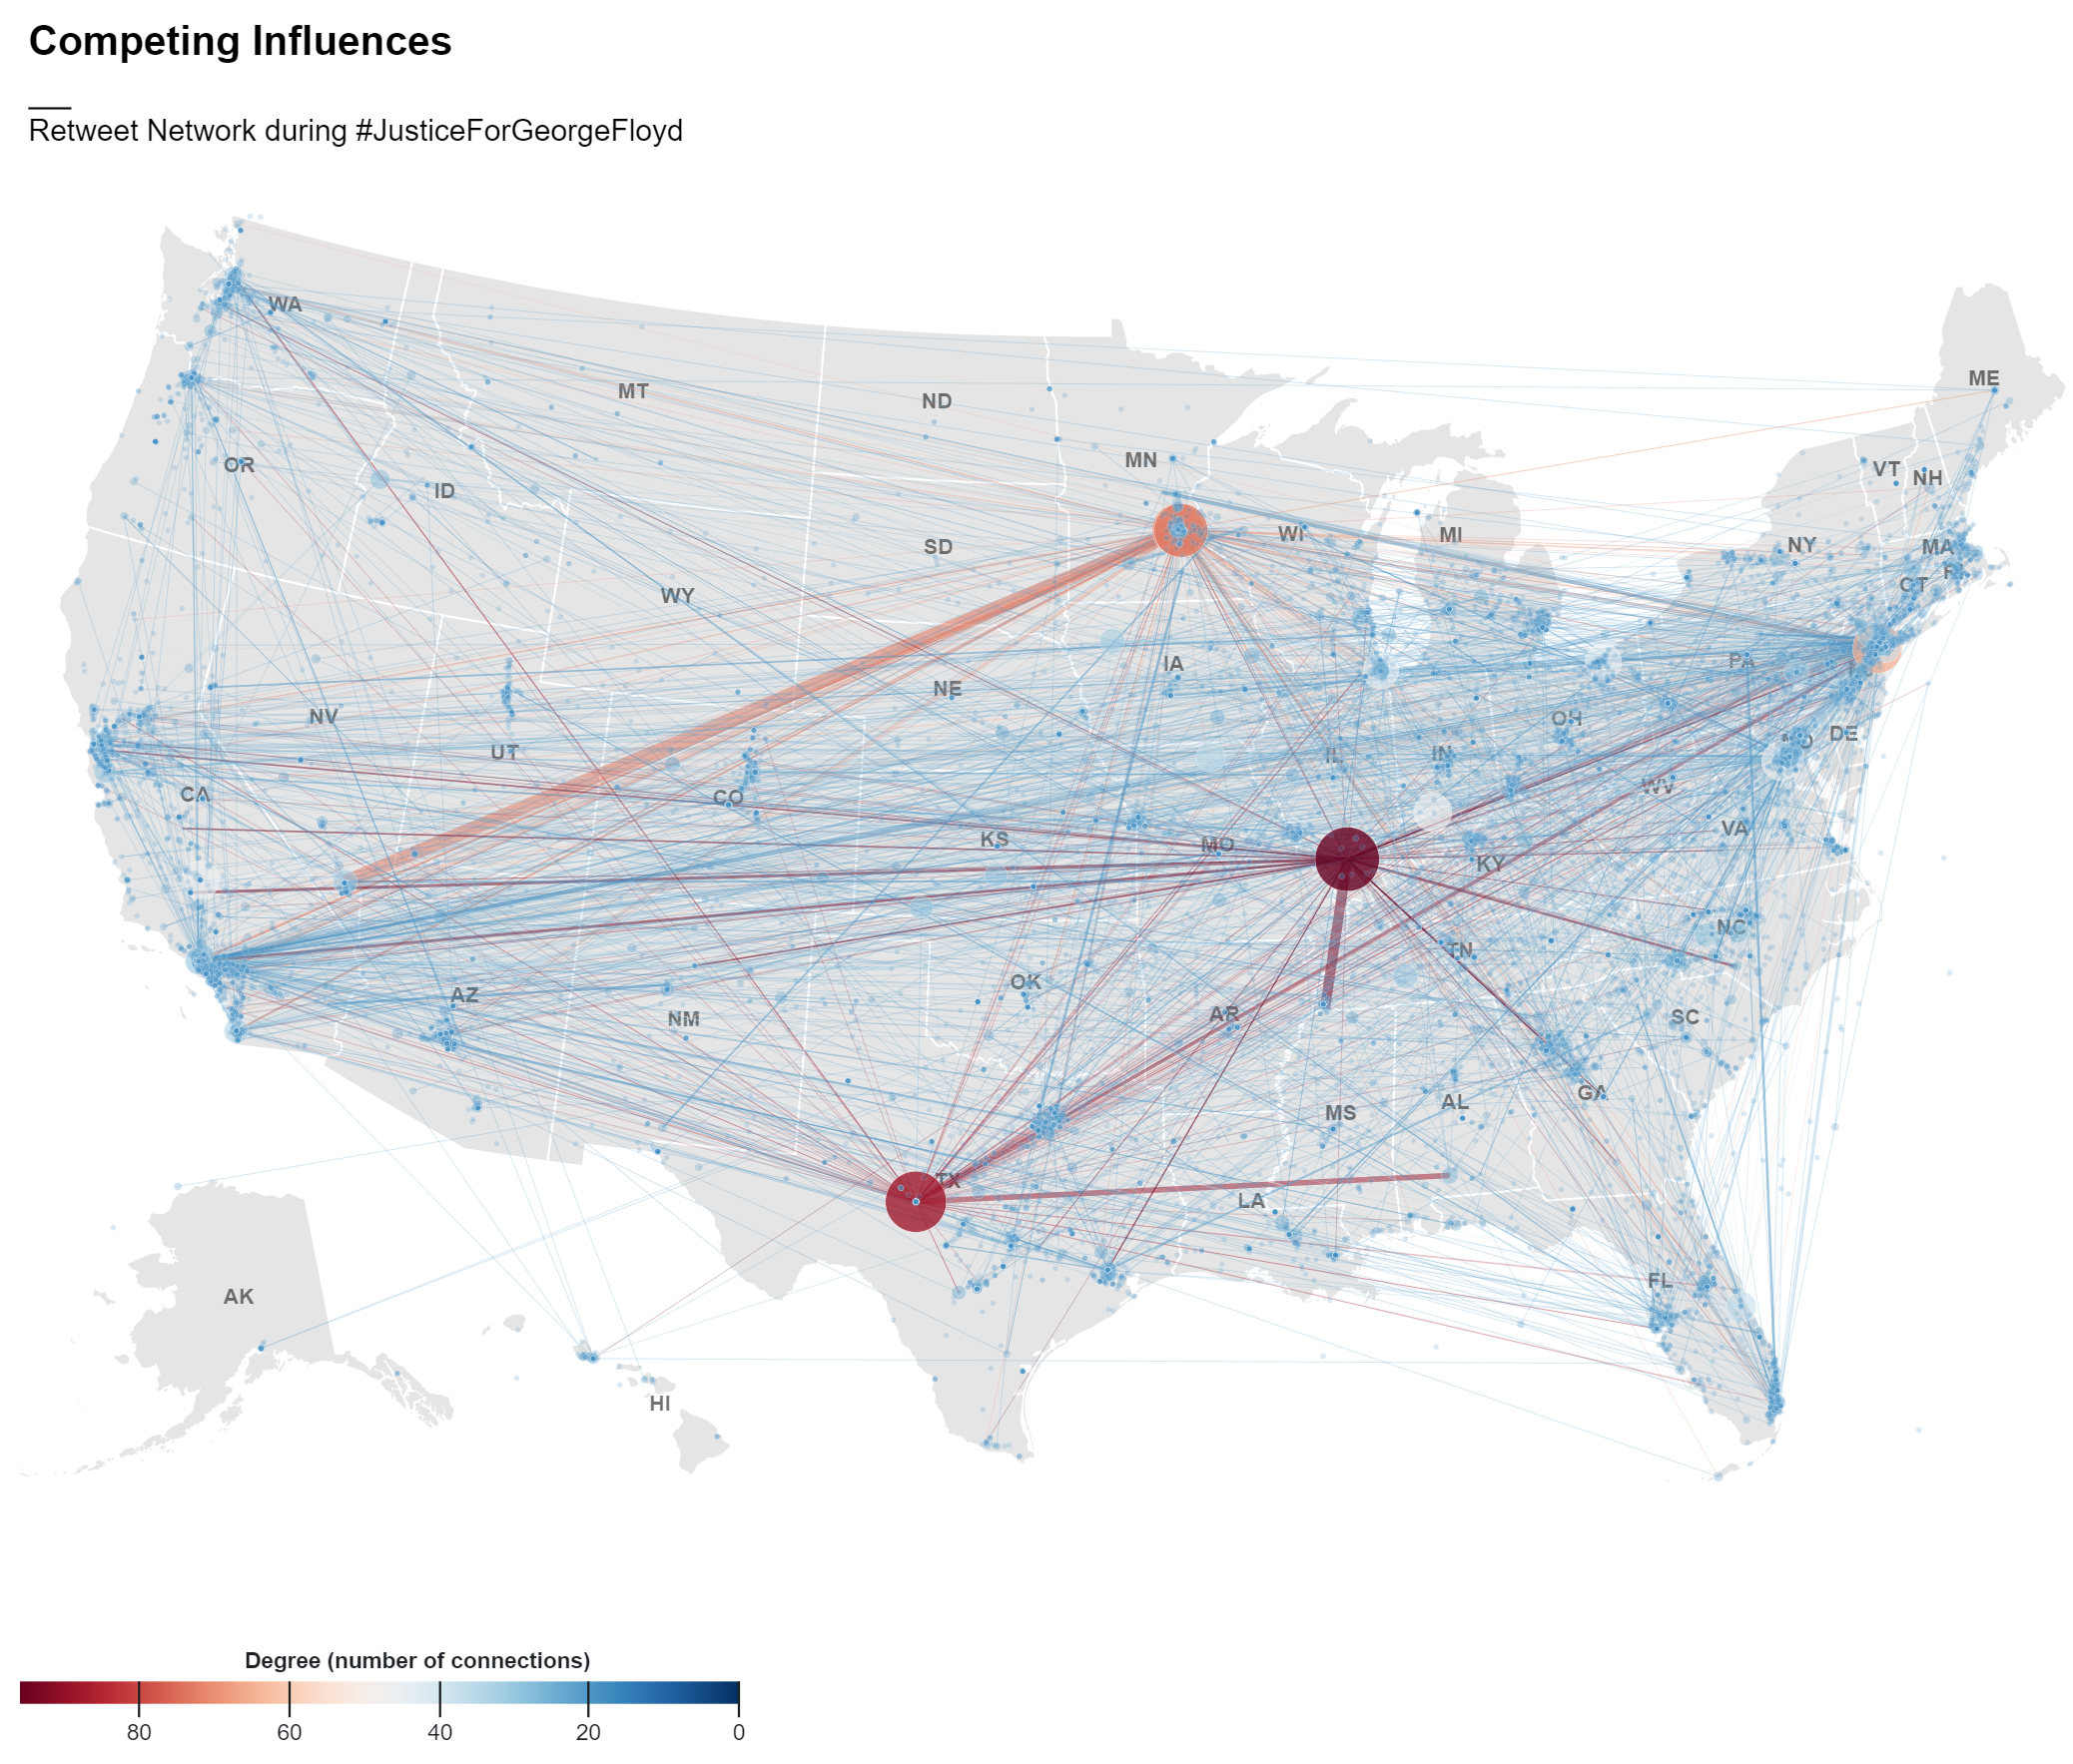 Competing Influences
Retweet Network during #JusticeForGeorgeFloyd
WA
MT
ND
ME
OR
ID
MN
VT
NH
SD
WI
MI
NY
MA
CT
WY
IA
NE
PA
NV
UT
OH
DE
IL
IN
CA
CO
WV
KS
MO
KY
VA
NC
TN
AZ
NM
OK
AR
SC
GA
MS
AL
TX
LA
FL
AK
HI
Degree (number of connections)
80 60 40 20 0